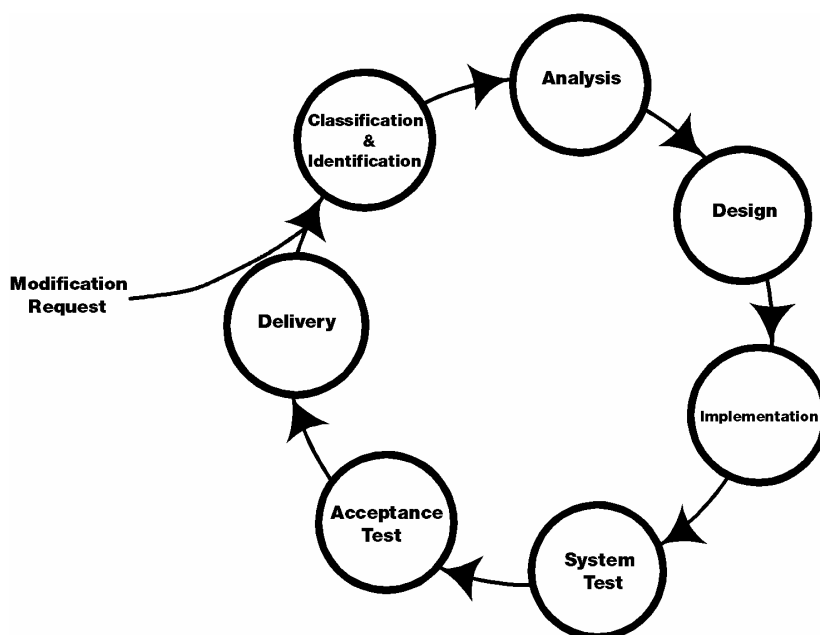 Analysis
Classification
&
Identification
Design
Modification
Request
Delivery
Implementation
Acceptance
Test
System
Test